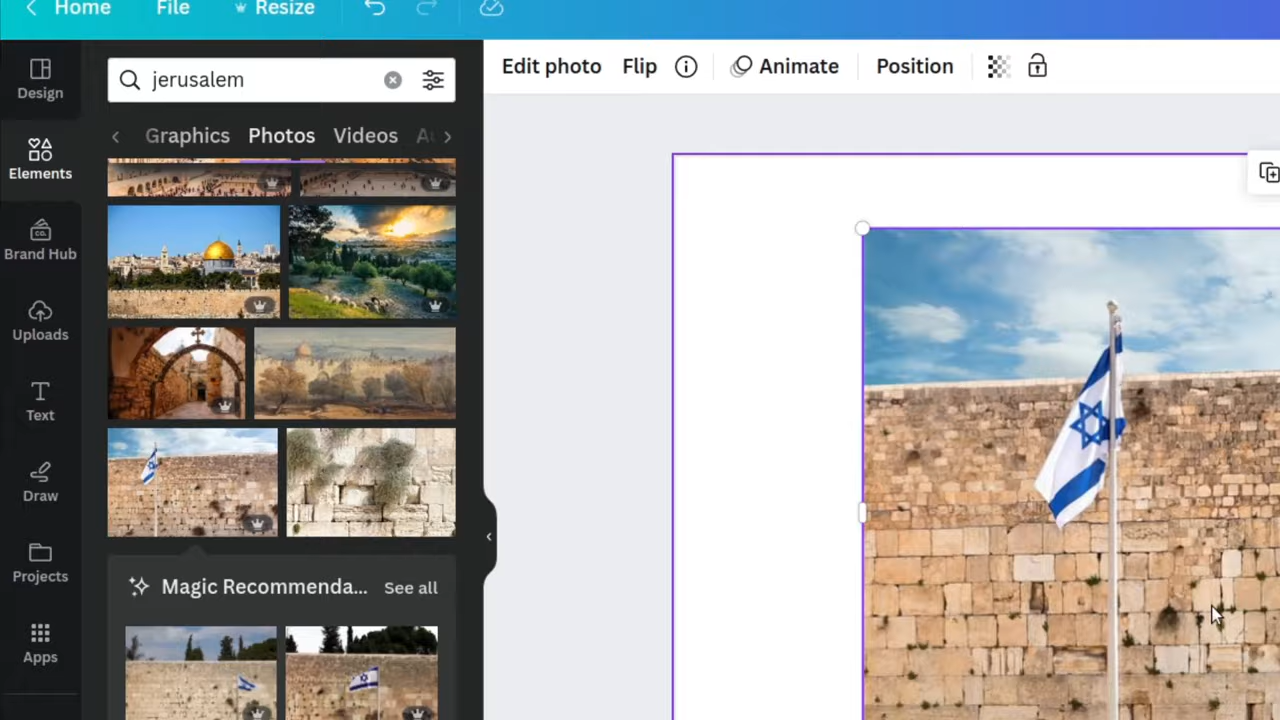 Home File Resize
Design
Elements
Brand Hub
CO.
Uploads
Text
Draw
Projects
Apps
jerusalem
Graphics Photos Videos
Magic Recommenda... See all
Edit photo Flip Animate Position